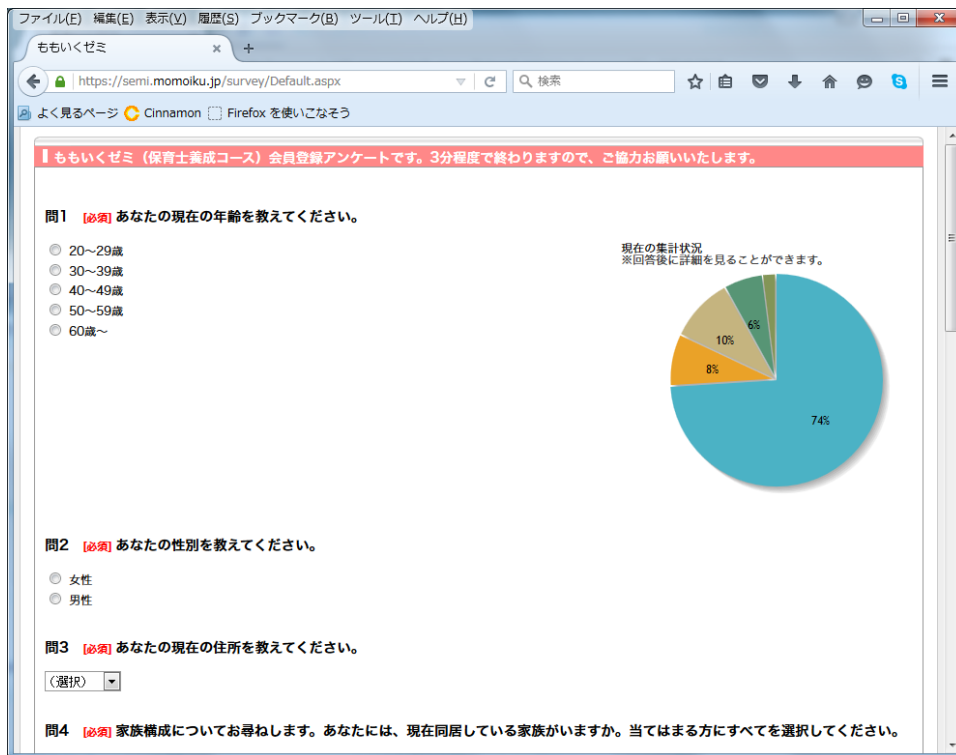 ファイル(F) 編集(E) 表示(V) 履歴(S) ブックマーク(B) ツール(T) ヘルプ(H)
ももいくゼミ × +
https://semi.momoiku.jp/survey/Default.aspx 検索
よく見るページ Cinnamon Firefox を使いこなそう
ももいくゼミ（保育士養成コース）会員登録アンケートです。3分程度で終わりますので、ご協力お願いいたします。
問1 [必須] あなたの現在の年齢を教えてください。
20～29歳
30～39歳
40～49歳
50～59歳
60歳～
現在の集計状況
※回答後に詳細を見ることができます。
6%
10%
8%
74%
問2 [必須] あなたの性別を教えてください。
女性
男性
問3 [必須] あなたの現在の住所を教えてください。
（選択）
問4 [必須] 家族構成についてお尋ねします。あなたには、現在同居している家族がいますか。当てはまる方にすべてを選択してください。